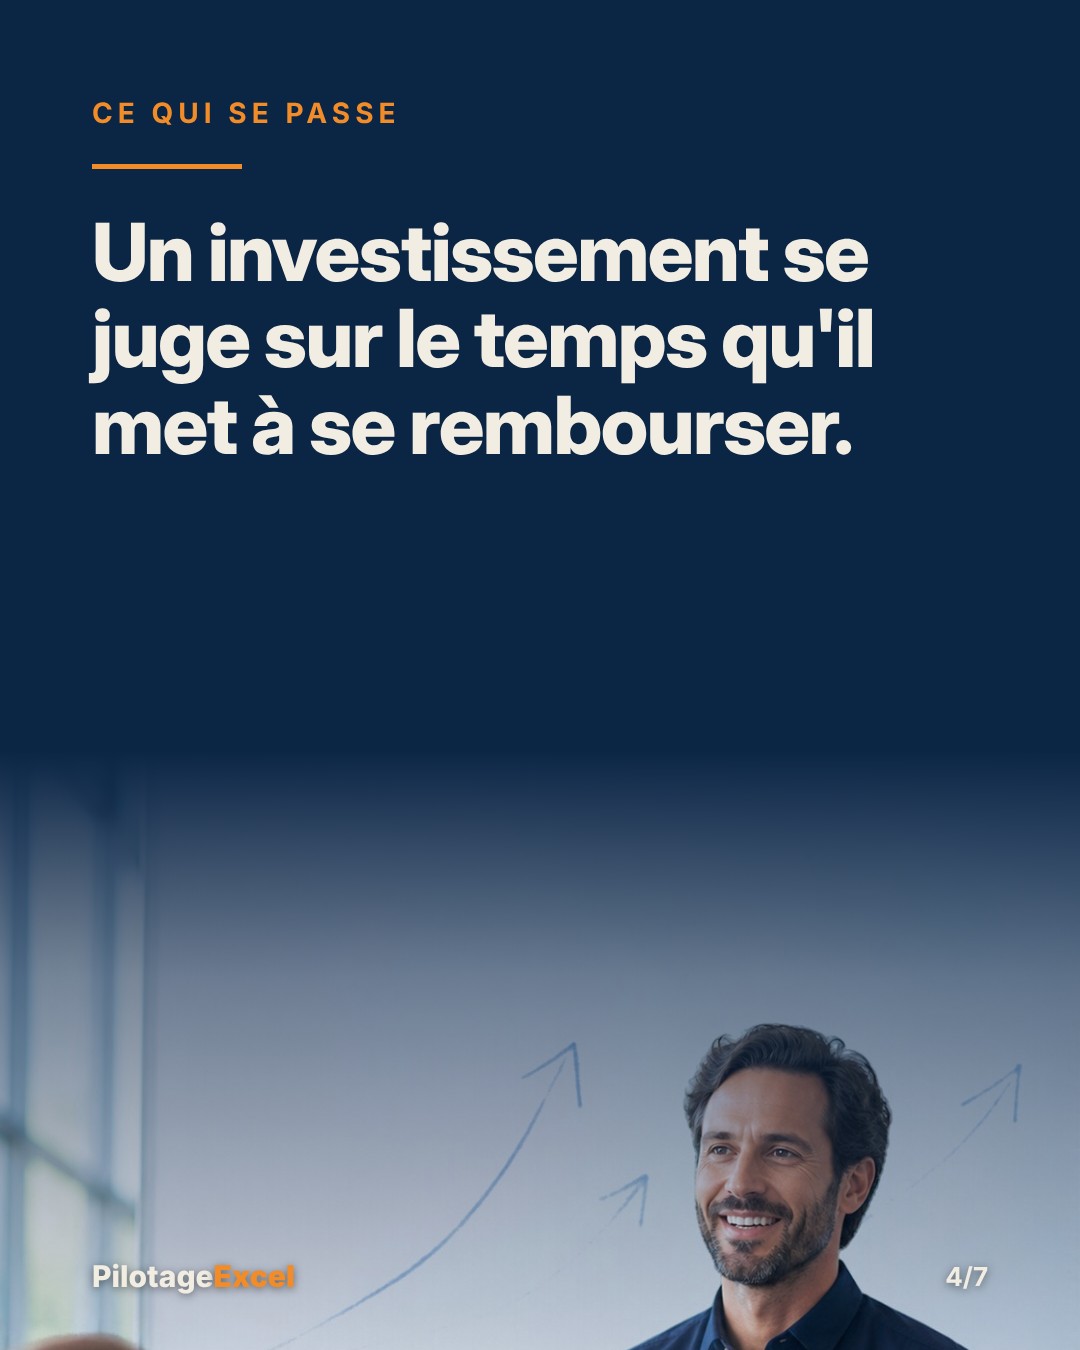 CE QUI SE PASSE
Un investissement se
juge sur le temps qu'il
met à se rembourser.
PilotageExcel
4/7